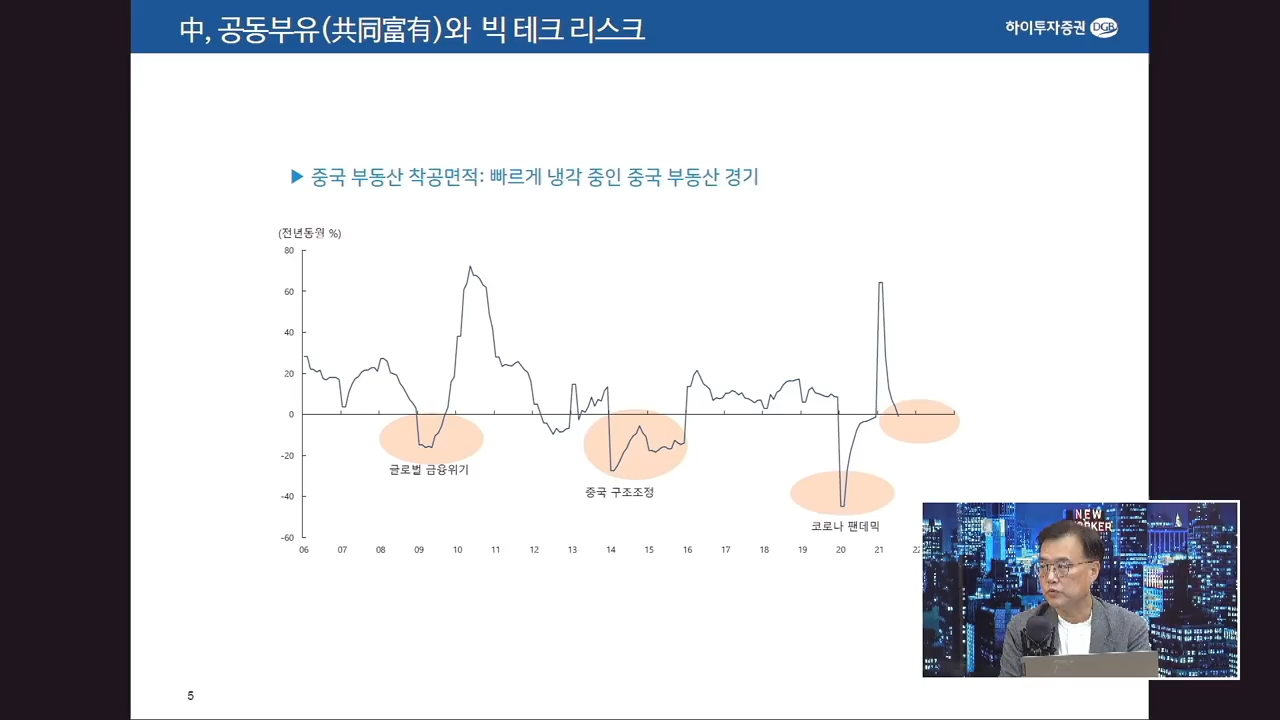 中, 공동부유(共同富有)와 빅 테크 리스크
하이투자증권 DGB
▶ 중국 부동산 착공면적: 빠르게 냉각 중인 중국 부동산 경기
(전년동월 %)
80
60
40
20
0
-20
-40
-60
글로벌 금융위기
중국 구조조정
코로나 팬데믹
06 07 08 09 10 11 12 13 14 15 16 17 18 19 20 21
NEW
5